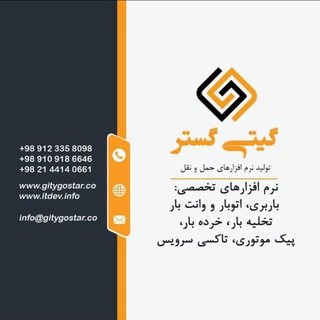 گیتی گستر
تولید نرم افزارهای حمل و نقل
نرم افزارهای تخصصی:
باربری، اتوبار و وانت بار
تخلیه بار، خرده بار،
پیک موتوری، تاکسی سرویس
+98 912 335 8098
+98 910 918 6646
+98 21 4414 0661
www.gitygostar.co
www.itdev.info
info@gitygostar.co